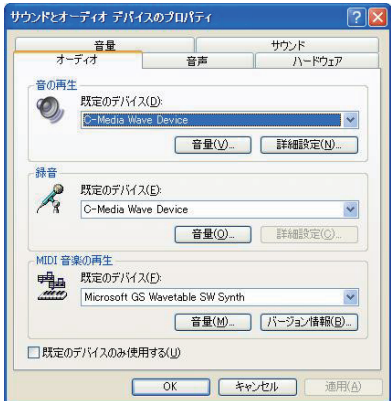 サウンドとオーディオ デバイスのプロパティ
音量 サウンド
オーディオ 音声 ハードウェア
音の再生
既定のデバイス(D):
C-Media Wave Device
音量(V)... 詳細設定(N)...
録音
既定のデバイス(E):
C-Media Wave Device
音量(O)... 詳細設定(C)...
MIDI 音楽の再生
既定のデバイス(F):
Microsoft GS Wavetable SW Synth
音量(M)... バージョン情報(B)...
既定のデバイスのみ使用する(U)
OK キャンセル 適用(A)